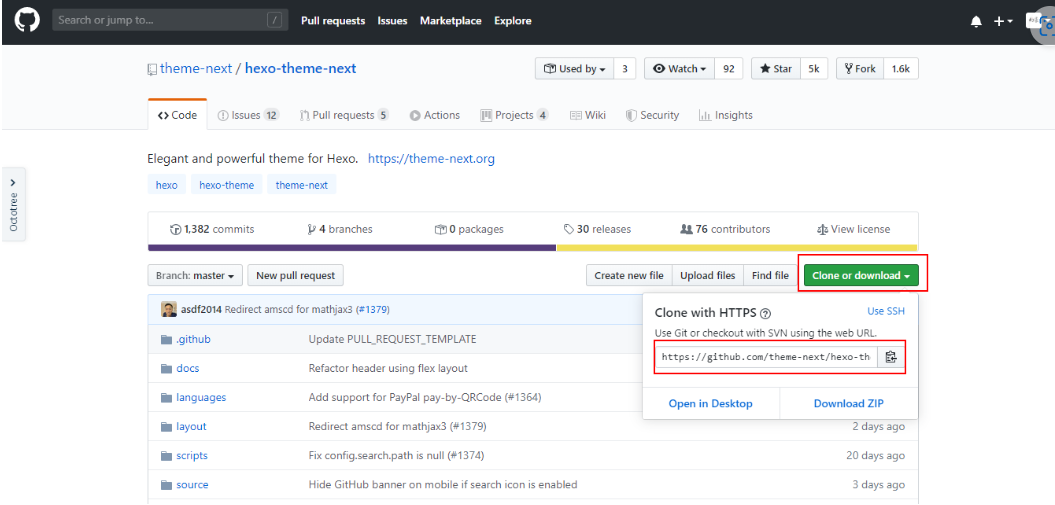 Search or jump to... / Pull requests Issues Marketplace Explore
theme-next / hexo-theme-next Used by 3 Watch 92 Star 5k Fork 1.6k
Code Issues 12 Pull requests 5 Actions Projects 4 Wiki Security Insights
Elegant and powerful theme for Hexo. https://theme-next.org
hexo hexo-theme theme-next
Octotree
1,382 commits 4 branches 0 packages 30 releases 76 contributors View license
Branch: master New pull request Create new file Upload files Find file Clone or download
asdf2014 Redirect amscd for mathjax3 (#1379)
Clone with HTTPS Use SSH
Use Git or checkout with SVN using the web URL.
https://github.com/theme-next/hexo-th
Open in Desktop Download ZIP
.github Update PULL_REQUEST_TEMPLATE
docs Refactor header using flex layout
languages Add support for PayPal pay-by-QRCode (#1364)
layout Redirect amscd for mathjax3 (#1379) 2 days ago
scripts Fix config.search.path is null (#1374) 20 days ago
source Hide GitHub banner on mobile if search icon is enabled 3 days ago